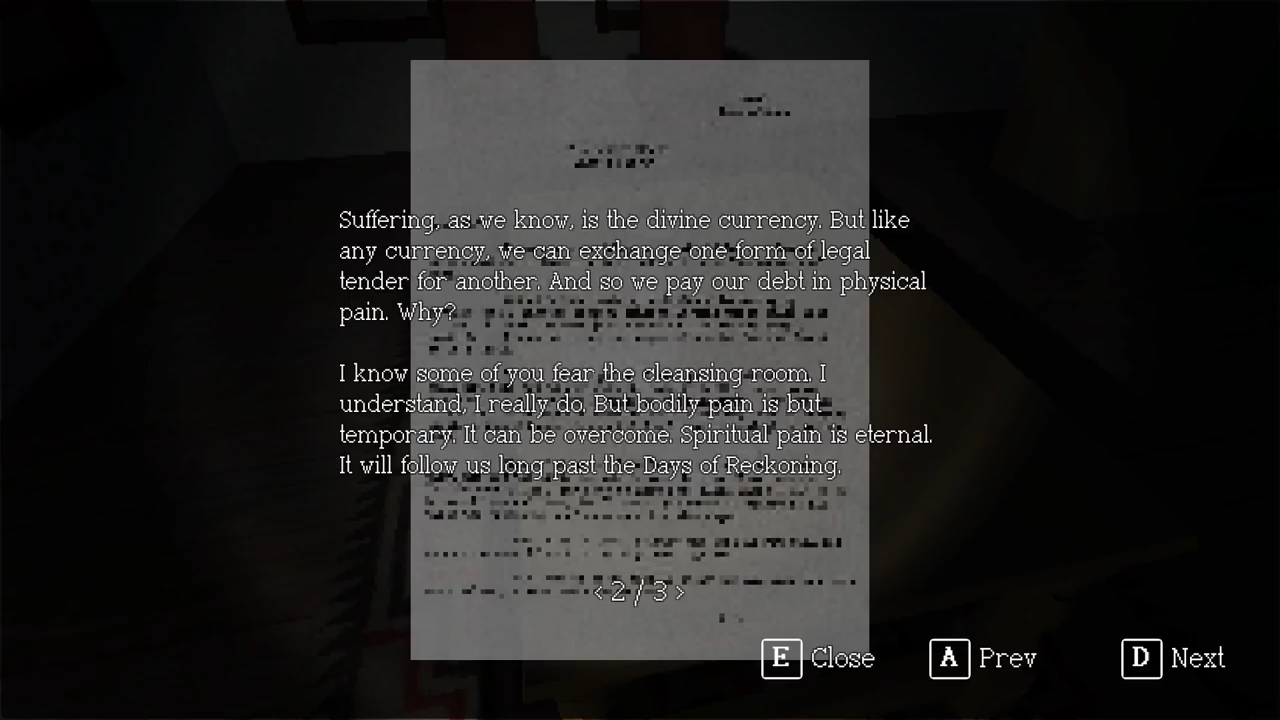 Suffering, as we know, is the divine currency. But like
any currency, we can exchange one form of legal
tender for another. And so we pay our debt in physical
pain. Why?
I know some of you fear the cleansing room. I
understand, I really do. But bodily pain is but
temporary. It can be overcome. Spiritual pain is eternal.
It will follow us long past the Days of Reckoning.
<2/3>
E Close A Prev D Next